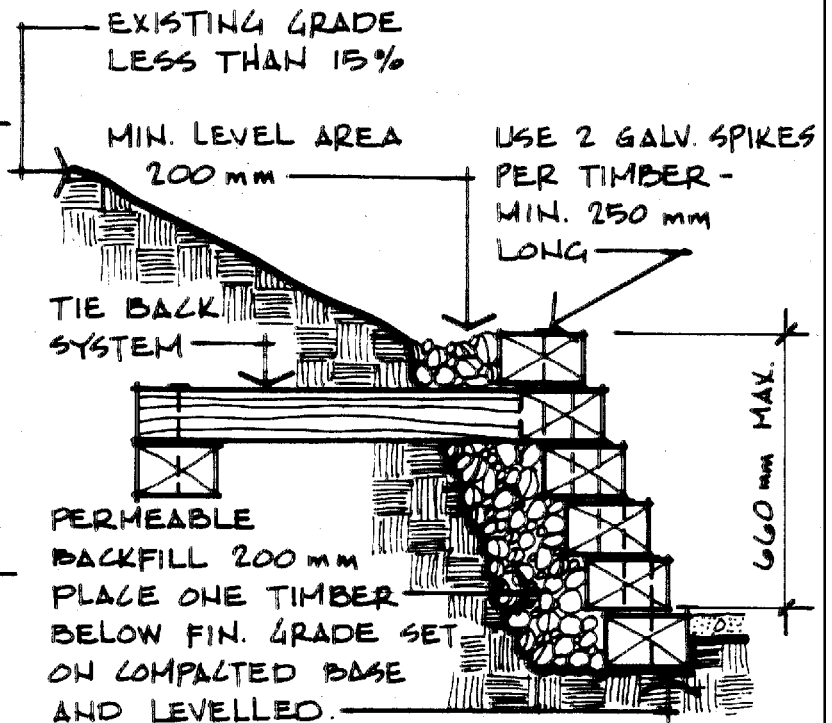 EXISTING GRADE
LESS THAN 15%
MIN. LEVEL AREA
200 mm
USE 2 GALV. SPIKES
PER TIMBER -
MIN. 250 mm
LONG
TIE BACK
SYSTEM
660 mm MAX.
PERMEABLE
BACKFILL 200 mm
PLACE ONE TIMBER
BELOW FIN. GRADE SET
ON COMPACTED BASE
AND LEVELLED.